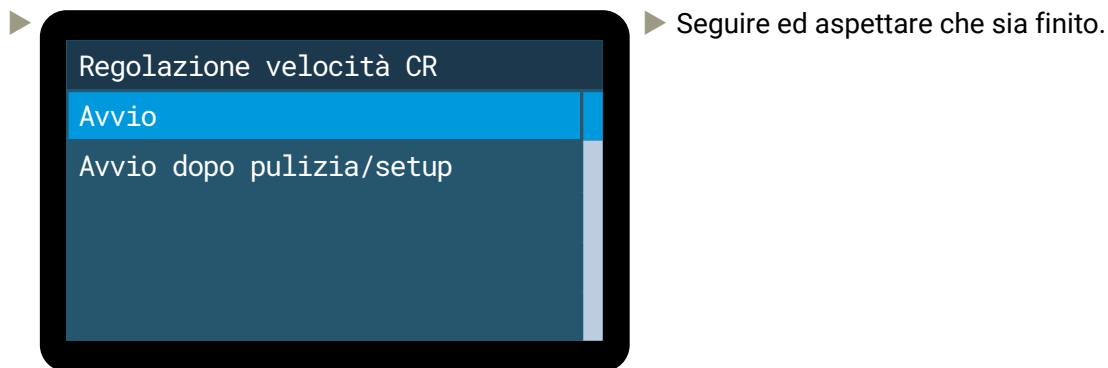 Regolazione velocità CR
Avvio
Avvio dopo pulizia/setup
Seguire ed aspettare che sia finito.